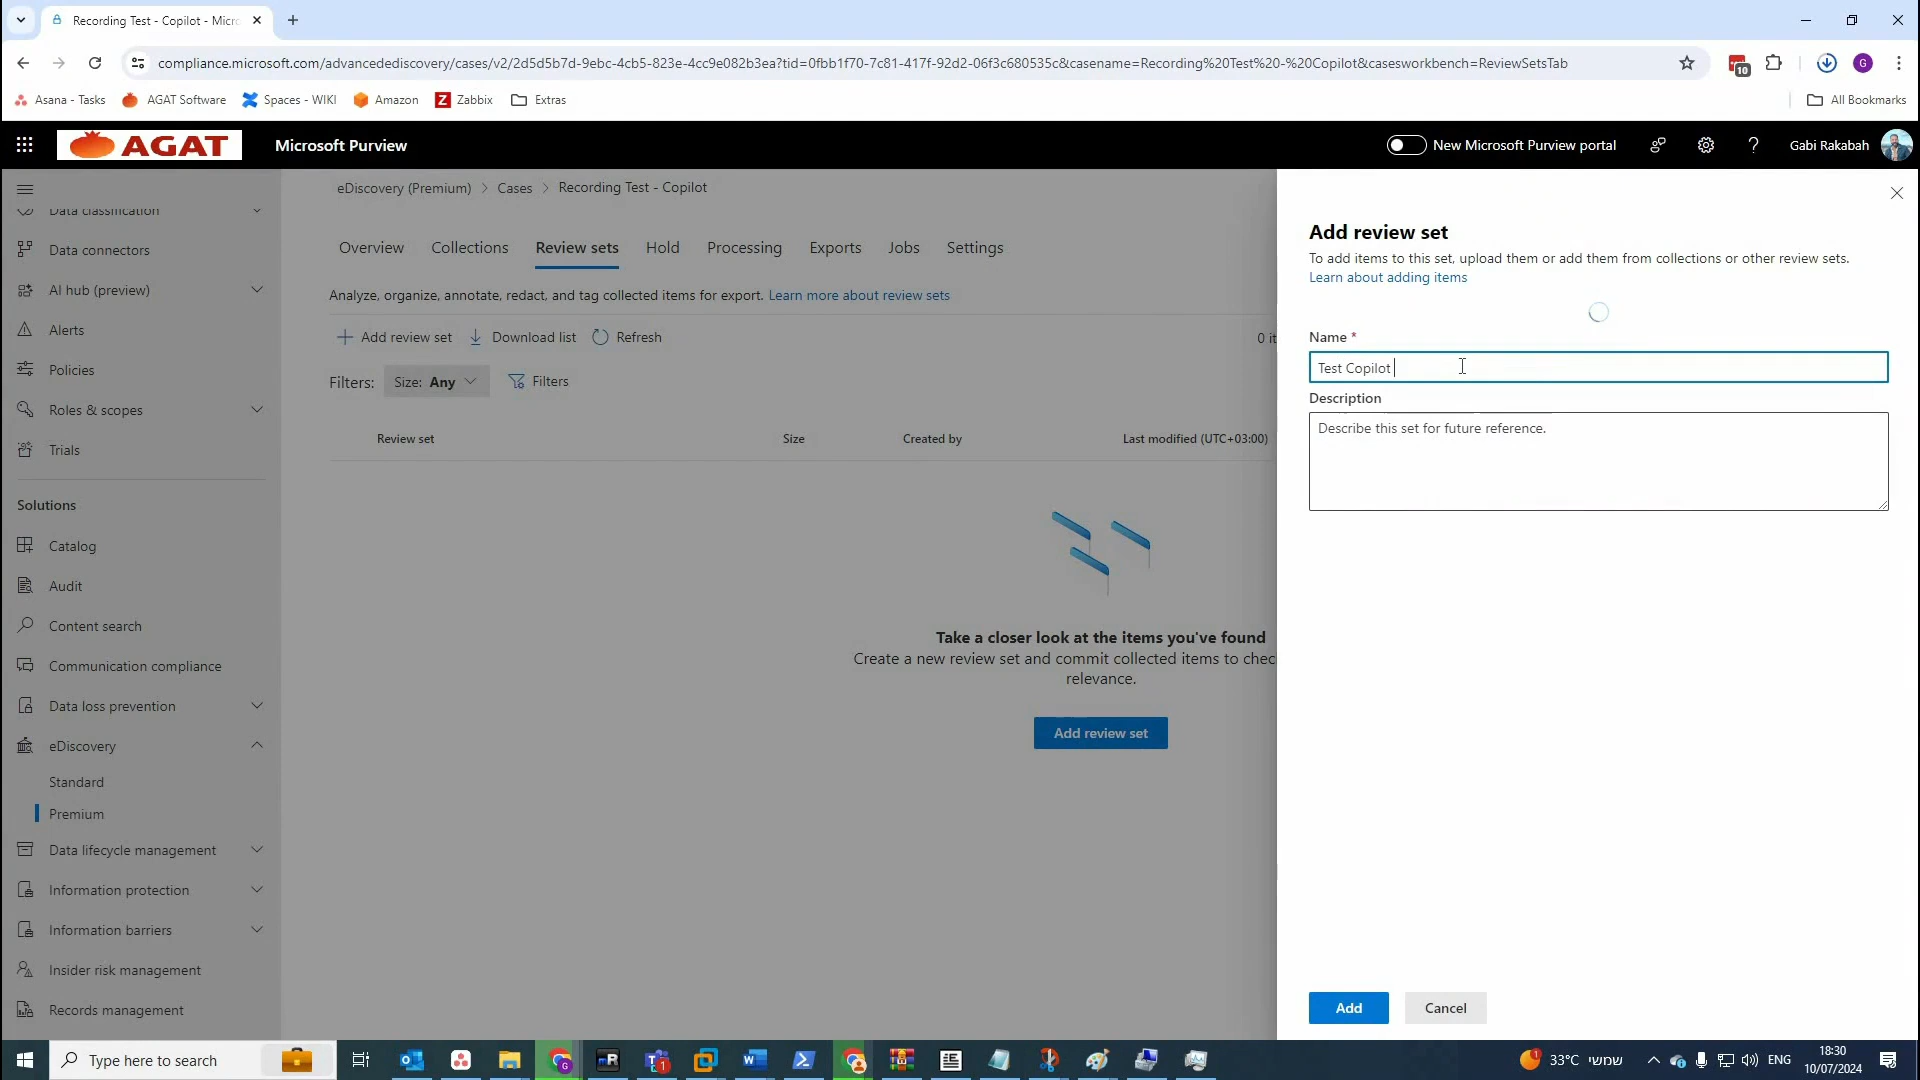 Recording Test - Copilot - Micro
compliance.microsoft.com/advancedediscovery/cases/v2/2d5d5b7d-9ebc-4cb5-823e-4cc9e082b3ea?tid=0fbb1f70-7c81-417f-92d2-06f3c680535c&casename=Recording%20Test%20-%20Copilot&casesworkbench=ReviewSetsTab
10
G
Asana - Tasks
AGAT Software
Spaces - WIKI
Amazon
Z Zabbix
Extras
All Bookmarks
AGAT
Microsoft Purview
New Microsoft Purview portal
?
Gabi Rakabah
Data classification
Data connectors
AI hub (preview)
Alerts
Policies
Roles & scopes
Trials
Solutions
Catalog
Audit
Content search
Communication compliance
Data loss prevention
eDiscovery
Standard
Premium
Data lifecycle management
Information protection
Information barriers
Insider risk management
Records management
eDiscovery (Premium) > Cases > Recording Test - Copilot
Overview
Collections
Review sets
Hold
Processing
Exports
Jobs
Settings
Analyze, organize, annotate, redact, and tag collected items for export. Learn more about review sets
Add review set
Download list
Refresh
0 it
Filters:
Size: Any
Filters
Review set
Size
Created by
Last modified (UTC+03:00)
Take a closer look at the items you've found
Create a new review set and commit collected items to chec
relevance.
Add review set
Add review set
To add items to this set, upload them or add them from collections or other review sets.
Learn about adding items
Name *
Test Copilot
Description
Describe this set for future reference.
Add
Cancel
Type here to search
33°C
שמשי
ENG
18:30
10/07/2024